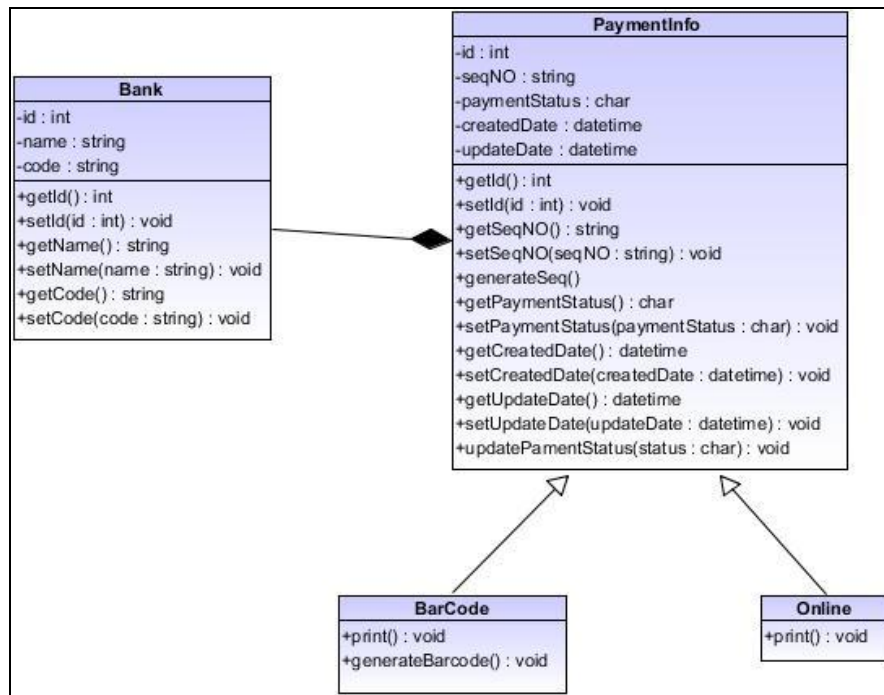 Bank
-id : int
-name : string
-code : string
+getId() : int
+setId(id : int) : void
+getName() : string
+setName(name : string) : void
+getCode() : string
+setCode(code : string) : void
PaymentInfo
-id : int
-seqNO : string
-paymentStatus : char
-createdDate : datetime
-updateDate : datetime
+getId() : int
+setId(id : int) : void
+getSeqNO() : string
+setSeqNO(seqNO : string) : void
+generateSeq()
+getPaymentStatus() : char
+setPaymentStatus(paymentStatus : char) : void
+getCreatedDate() : datetime
+setCreatedDate(createdDate : datetime) : void
+getUpdateDate() : datetime
+setUpdateDate(updateDate : datetime) : void
+updatePamentStatus(status : char) : void
BarCode
+print() : void
+generateBarcode() : void
Online
+print() : void